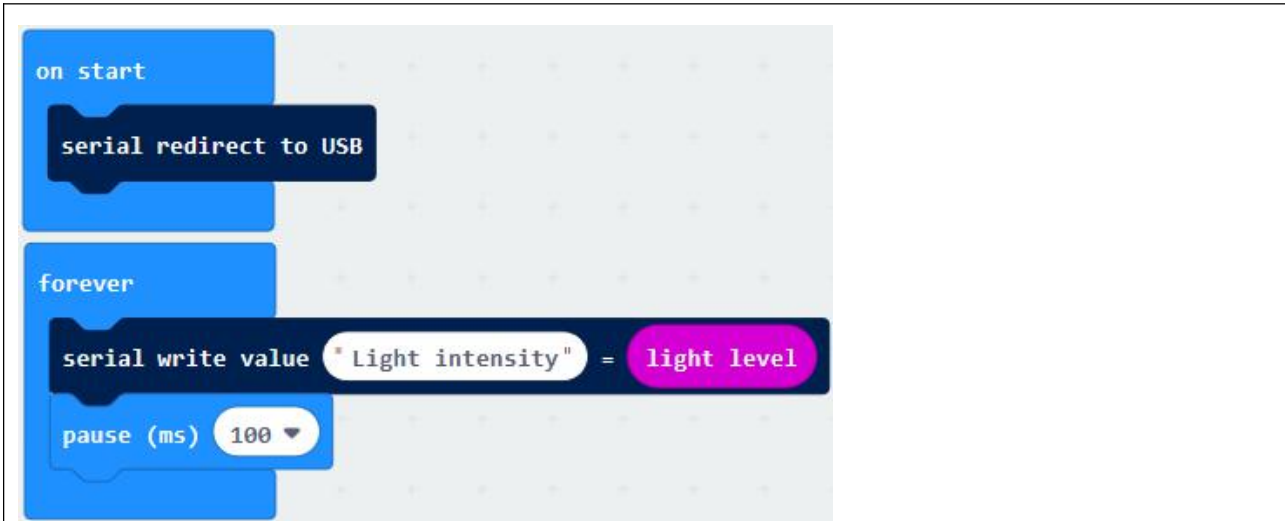 on start
serial redirect to USB
forever
serial write value "Light intensity" = light level
pause (ms) 100